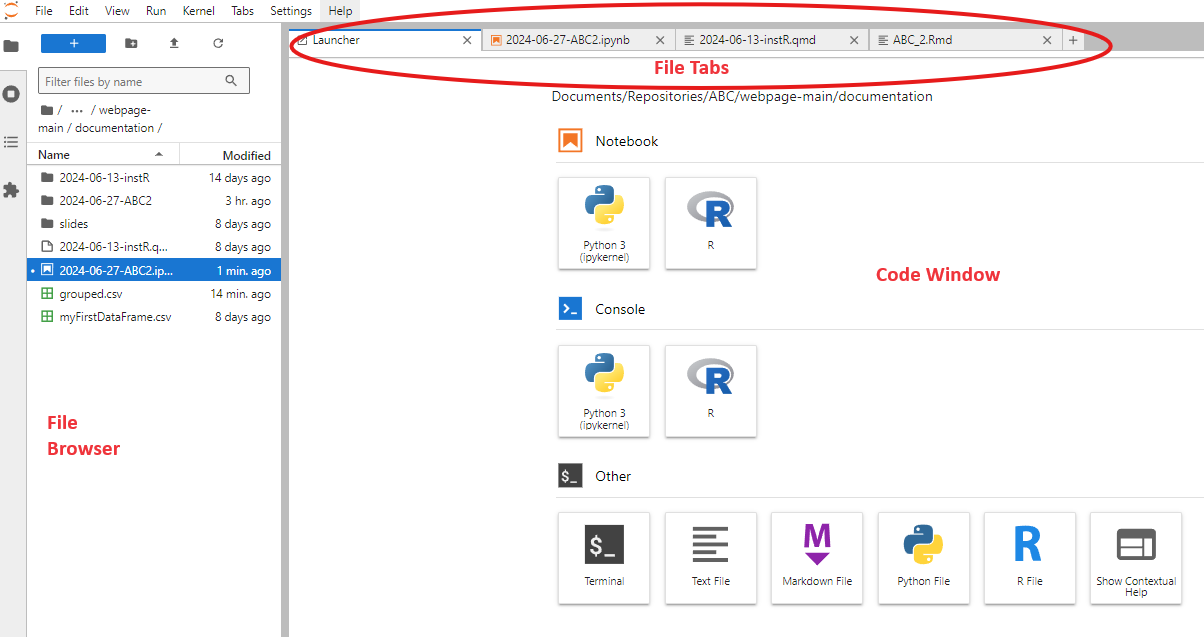 File Edit View Run Kernel Tabs Settings Help
Launcher 2024-06-27-ABC2.ipynb 2024-06-13-instR.qmd ABC_2.Rmd
File Tabs
Filter files by name
/ ··· / webpage-
main / documentation /
Name Modified
2024-06-13-instR 14 days ago
2024-06-27-ABC2 3 hr. ago
slides 8 days ago
2024-06-13-instR.q... 8 days ago
2024-06-27-ABC2.ip... 1 min. ago
grouped.csv 14 min. ago
myFirstDataFrame.csv 8 days ago
File
Browser
Documents/Repositories/ABC/webpage-main/documentation
Notebook
Python 3
(ipykernel)
R
Code Window
Console
Python 3
(ipykernel)
R
$_ Other
$_
Terminal
Text File
M
Markdown File
Python File
R
R File
Show Contextual
Help